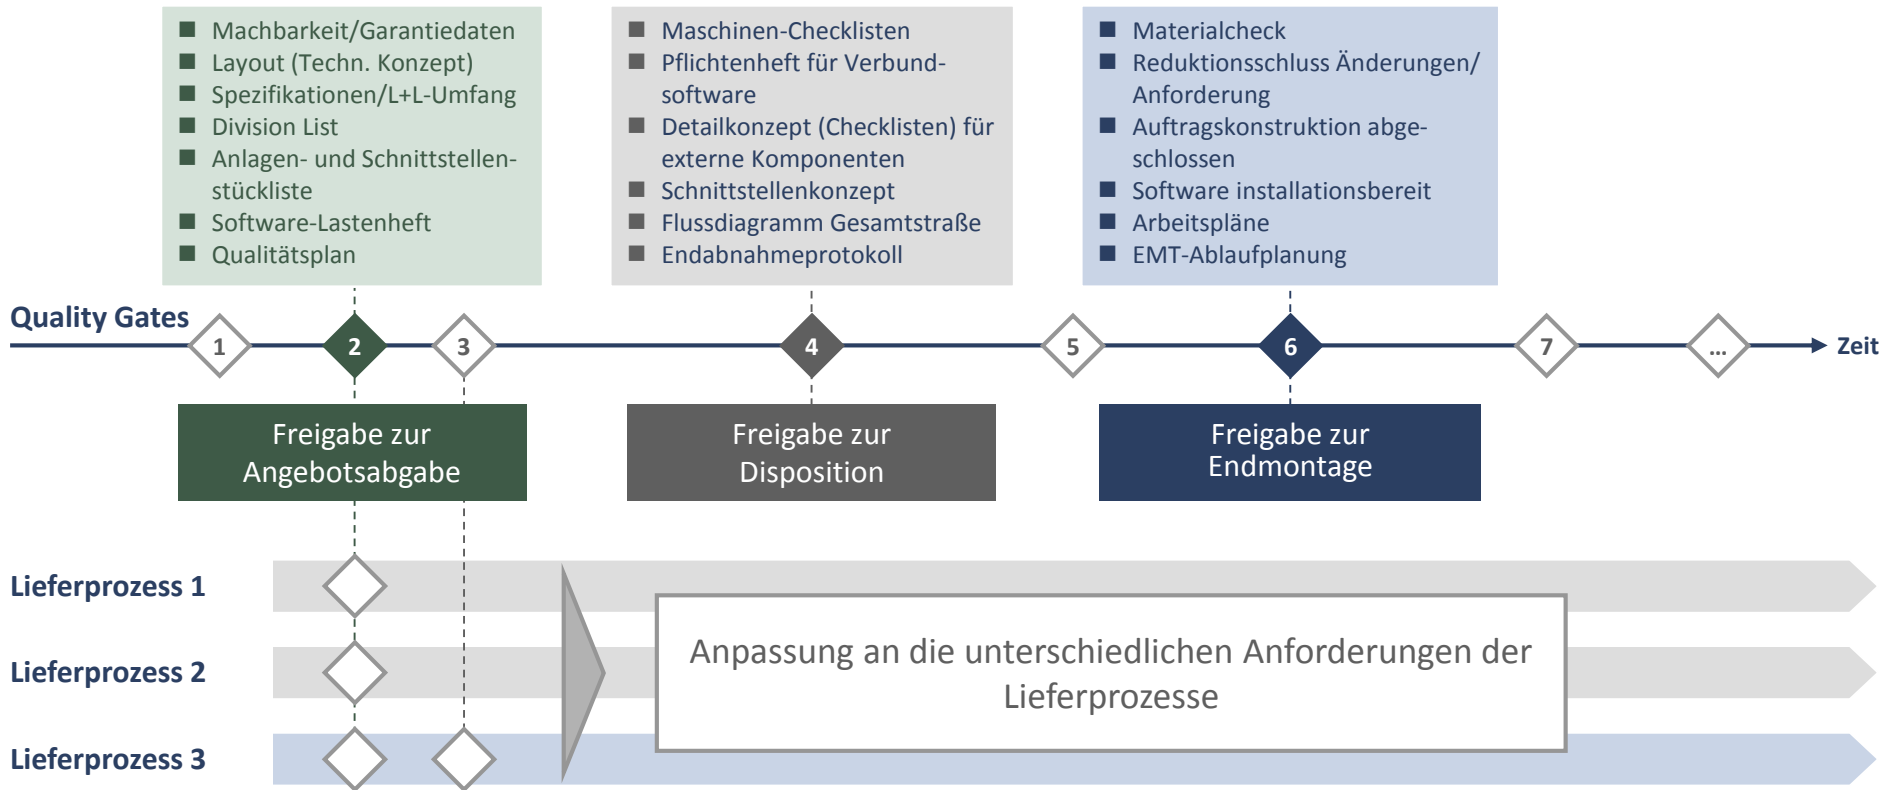 Machbarkeit/Garantiedaten
Layout (Techn. Konzept)
Spezifikationen/L+L-Umfang
Division List
Anlagen- und Schnittstellen-
stückliste
Software-Lastenheft
Qualitätsplan
Maschinen-Checklisten
Pflichtenheft für Verbund-
software
Detailkonzept (Checklisten) für
externe Komponenten
Schnittstellenkonzept
Flussdiagramm Gesamtstraße
Endabnahmeprotokoll
Materialcheck
Reduktionsschluss Änderungen/
Anforderung
Auftragskonstruktion abge-
schlossen
Software installationsbereit
Arbeitspläne
EMT-Ablaufplanung
Quality Gates
1 2 3 4 5 6 7 ... Zeit
Freigabe zur
Angebotsabgabe
Freigabe zur
Disposition
Freigabe zur
Endmontage
Lieferprozess 1
Lieferprozess 2
Lieferprozess 3
Anpassung an die unterschiedlichen Anforderungen der
Lieferprozesse